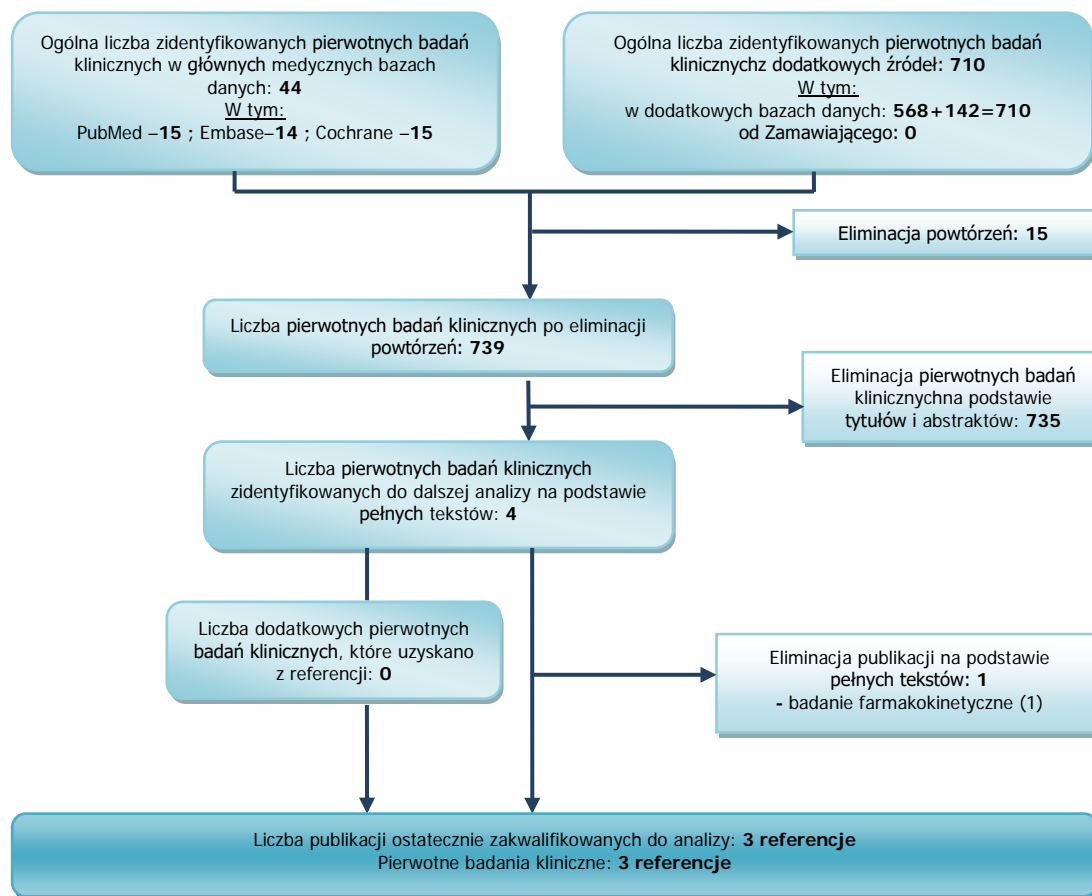 Ogólna liczba zidentyfikowanych pierwotnych badań
klinicznych w głównych medycznych bazach
danych: 44
W tym:
PubMed –15 ; Embase–14 ; Cochrane –15
Ogólna liczba zidentyfikowanych pierwotnych badań
klinicznychz dodatkowych źródeł: 710
W tym:
w dodatkowych bazach danych: 568+142=710
od Zamawiającego: 0
Eliminacja powtórzeń: 15
Liczba pierwotnych badań klinicznych po eliminacji
powtórzeń: 739
Eliminacja pierwotnych badań
klinicznychna podstawie
tytułów i abstraktów: 735
Liczba pierwotnych badań klinicznych
zidentyfikowanych do dalszej analizy na podstawie
pełnych tekstów: 4
Liczba dodatkowych pierwotnych
badań klinicznych, które uzyskano
z referencji: 0
Eliminacja publikacji na podstawie
pełnych tekstów: 1
- badanie farmakokinetyczne (1)
Liczba publikacji ostatecznie zakwalifikowanych do analizy: 3 referencje
Pierwotne badania kliniczne: 3 referencje